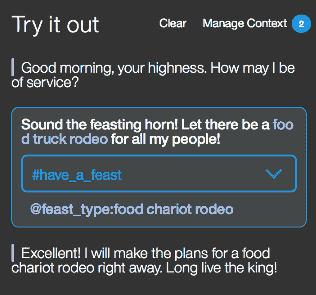 Try it out Clear Manage Context 2
Good morning, your highness. How may I be
of service?
Sound the feasting horn! Let there be a foo
d truck rodeo for all my people!
#have_a_feast
@feast_type:food chariot rodeo
Excellent! I will make the plans for a food
chariot rodeo right away. Long live the king!